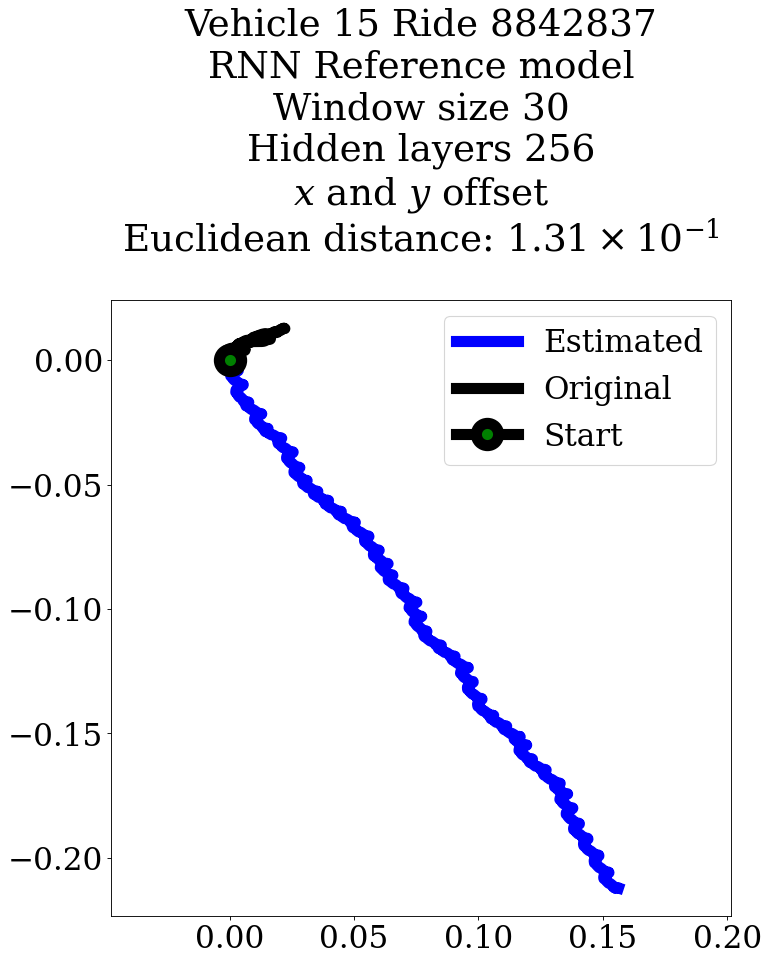 Vehicle 15 Ride 8842837
RNN Reference model
Window size 30
Hidden layers 256
x and y offset
Euclidean distance: 1.31 × 10⁻¹
Estimated
Original
Start
0.00
−0.05
−0.10
−0.15
−0.20
0.00 0.05 0.10 0.15 0.20